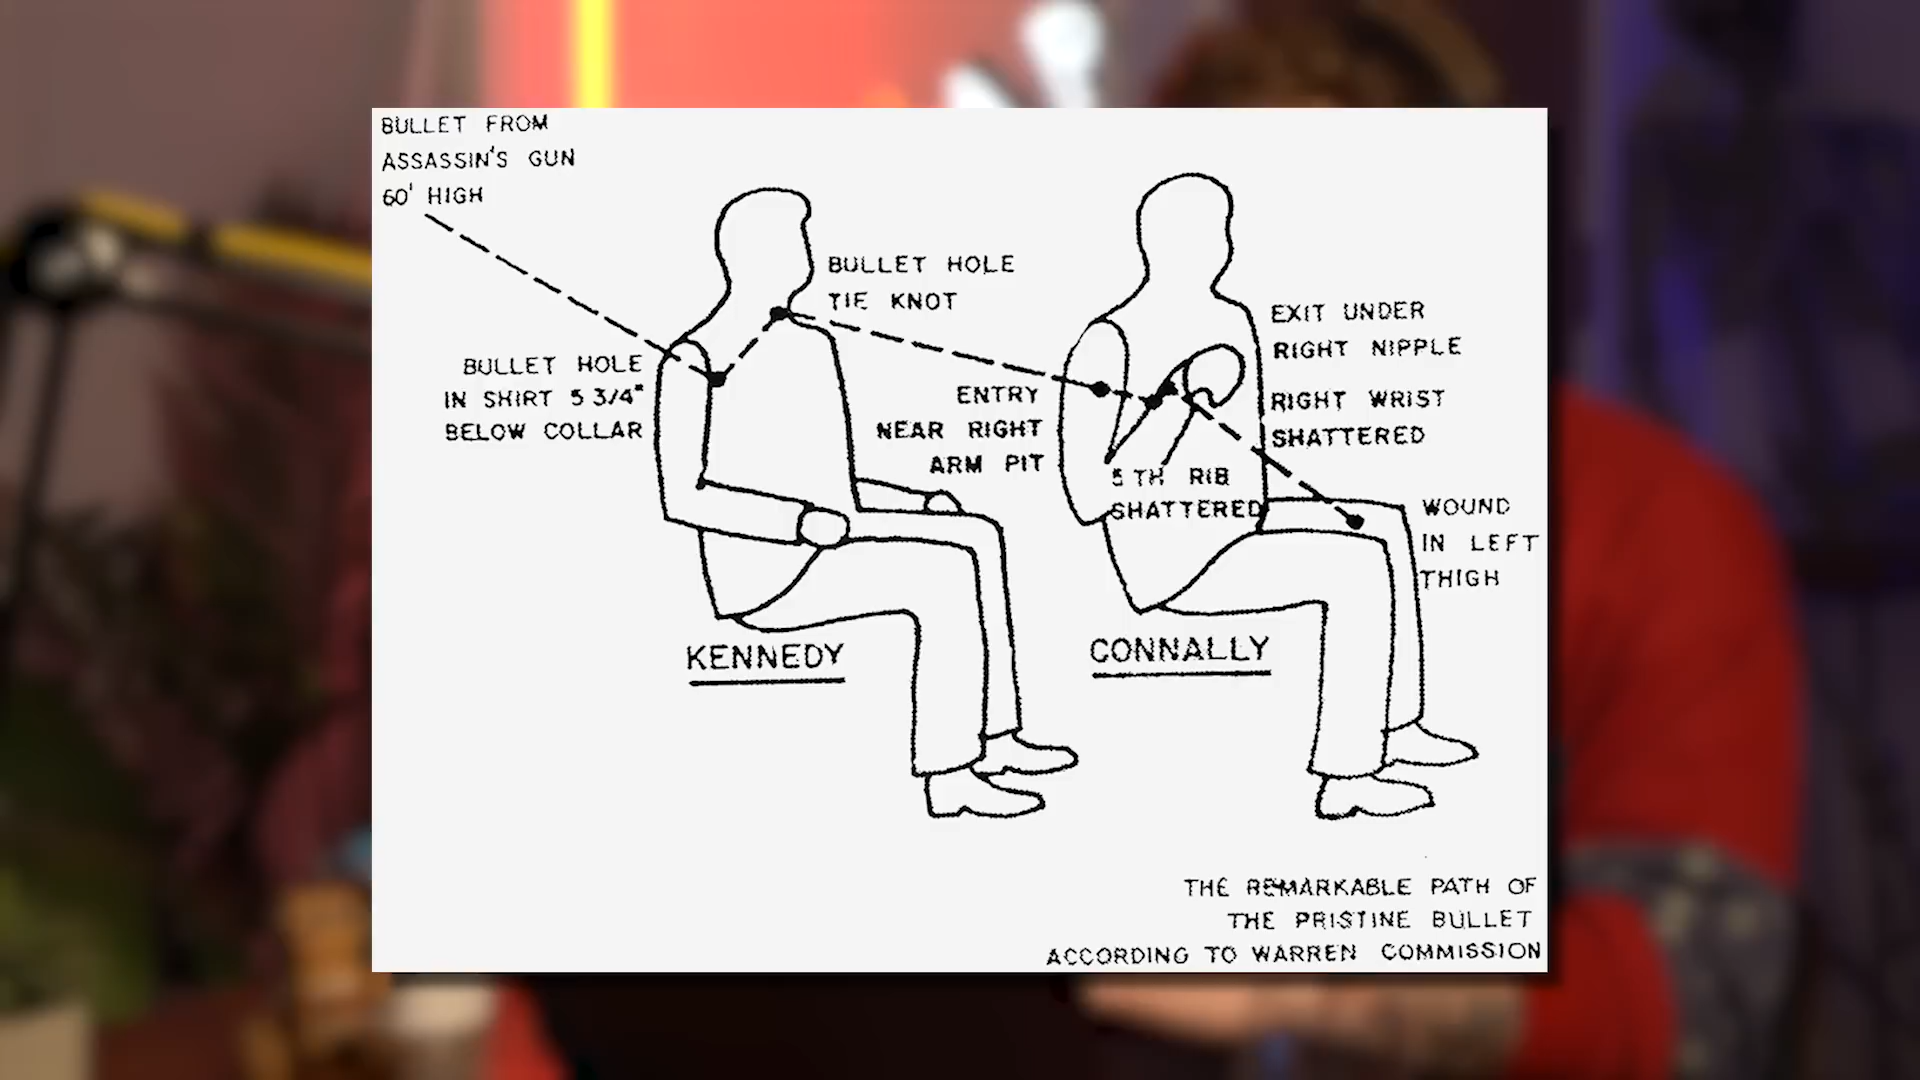 BULLET FROM
ASSASSIN'S GUN
60' HIGH
BULLET HOLE
TIE KNOT
BULLET HOLE
IN SHIRT 5 3/4"
BELOW COLLAR
ENTRY
NEAR RIGHT
ARM PIT
EXIT UNDER
RIGHT NIPPLE
RIGHT WRIST
SHATTERED
5 TH RIB
SHATTERED
WOUND
IN LEFT
THIGH
KENNEDY
CONNALLY
THE REMARKABLE PATH OF
THE PRISTINE BULLET
ACCORDING TO WARREN COMMISSION